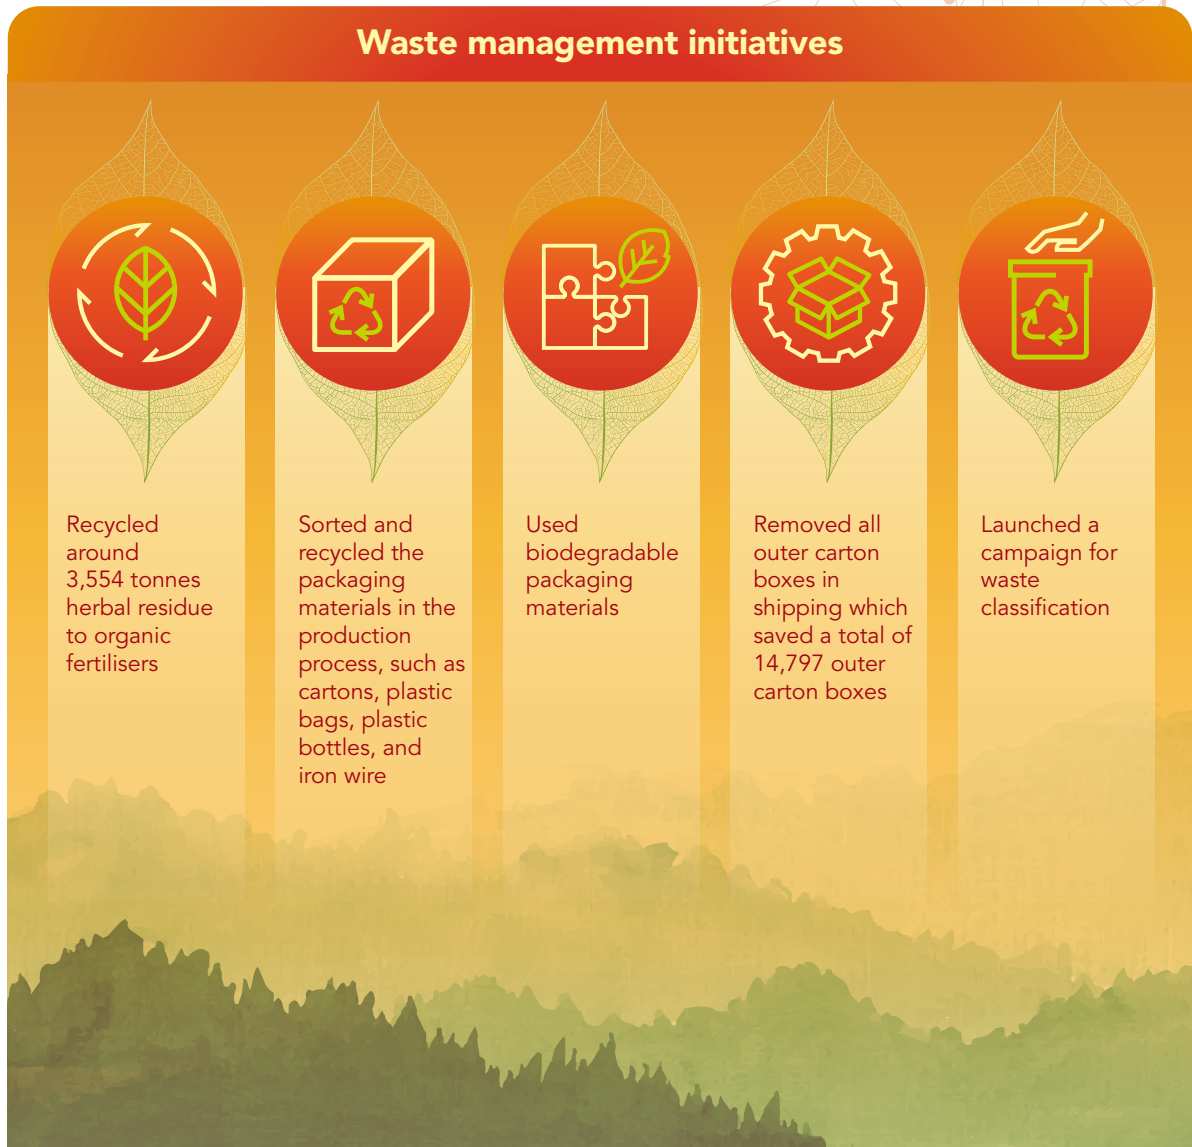 Waste management initiatives
Recycled
around
3,554 tonnes
herbal residue
to organic
fertilisers
Sorted and
recycled the
packaging
materials in the
production
process, such as
cartons, plastic
bags, plastic
bottles, and
iron wire
Used
biodegradable
packaging
materials
Removed all
outer carton
boxes in
shipping which
saved a total of
14,797 outer
carton boxes
Launched a
campaign for
waste
classification